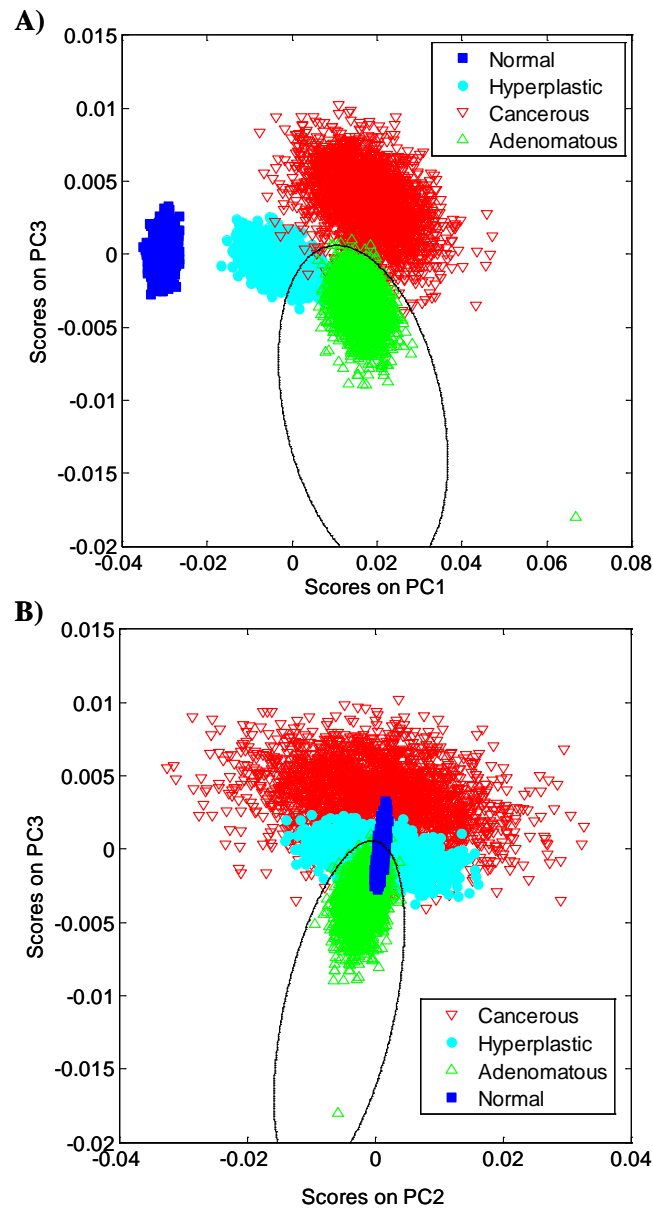 A)
0.015
0.01
0.005
0
-0.005
-0.01
-0.015
-0.02
Scores on PC3
Normal
Hyperplastic
Cancerous
Adenomatous
-0.04 -0.02 0 0.02 0.04 0.06 0.08
Scores on PC1
B)
0.015
0.01
0.005
0
-0.005
-0.01
-0.015
-0.02
Scores on PC3
Cancerous
Hyperplastic
Adenomatous
Normal
-0.04 -0.02 0 0.02 0.04
Scores on PC2